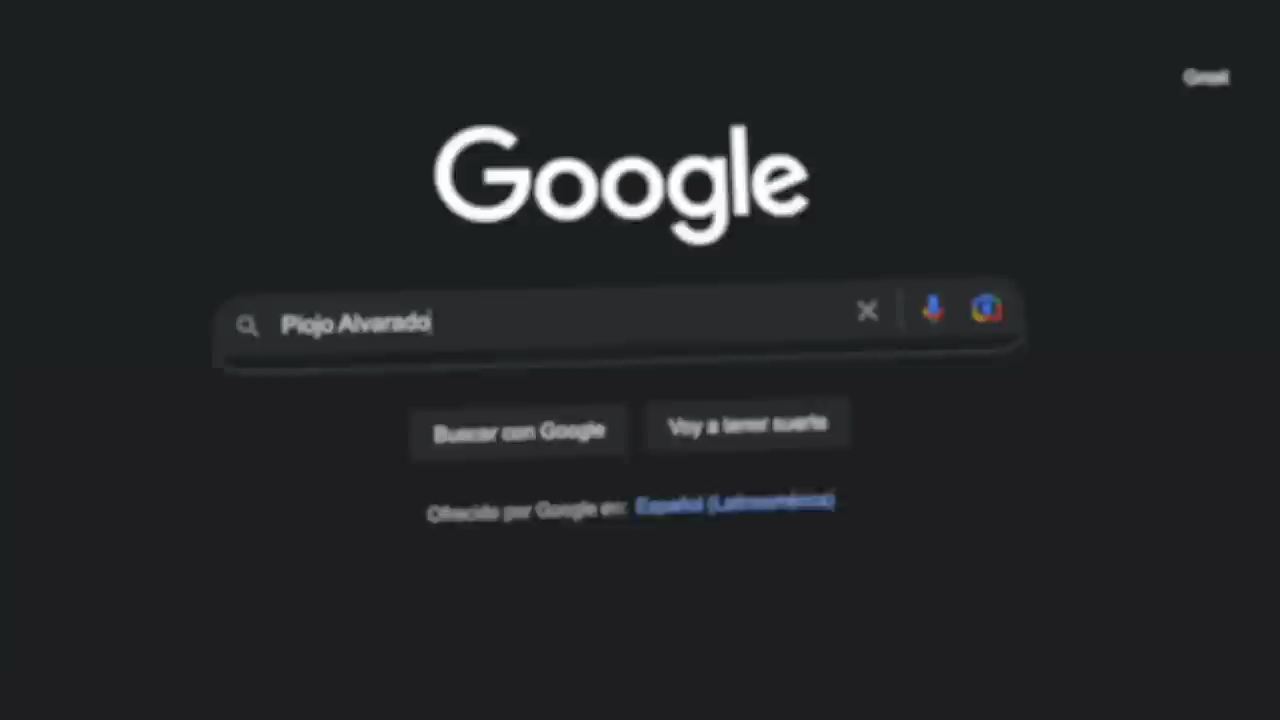 Gmail
Google
Piojo Alvarado
Buscar con Google
Voy a tener suerte
Ofrecido por Google en: Español (Latinoamérica)